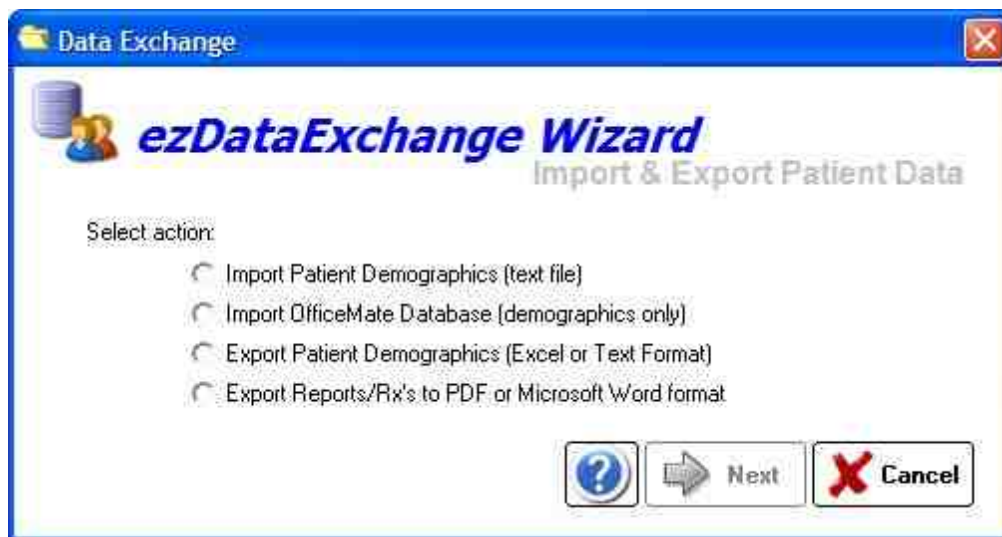 Data Exchange
ezDataExchange Wizard
Import & Export Patient Data
Select action:
Import Patient Demographics (text file)
Import OfficeMate Database (demographics only)
Export Patient Demographics (Excel or Text Format)
Export Reports/Rx's to PDF or Microsoft Word format
? Next Cancel